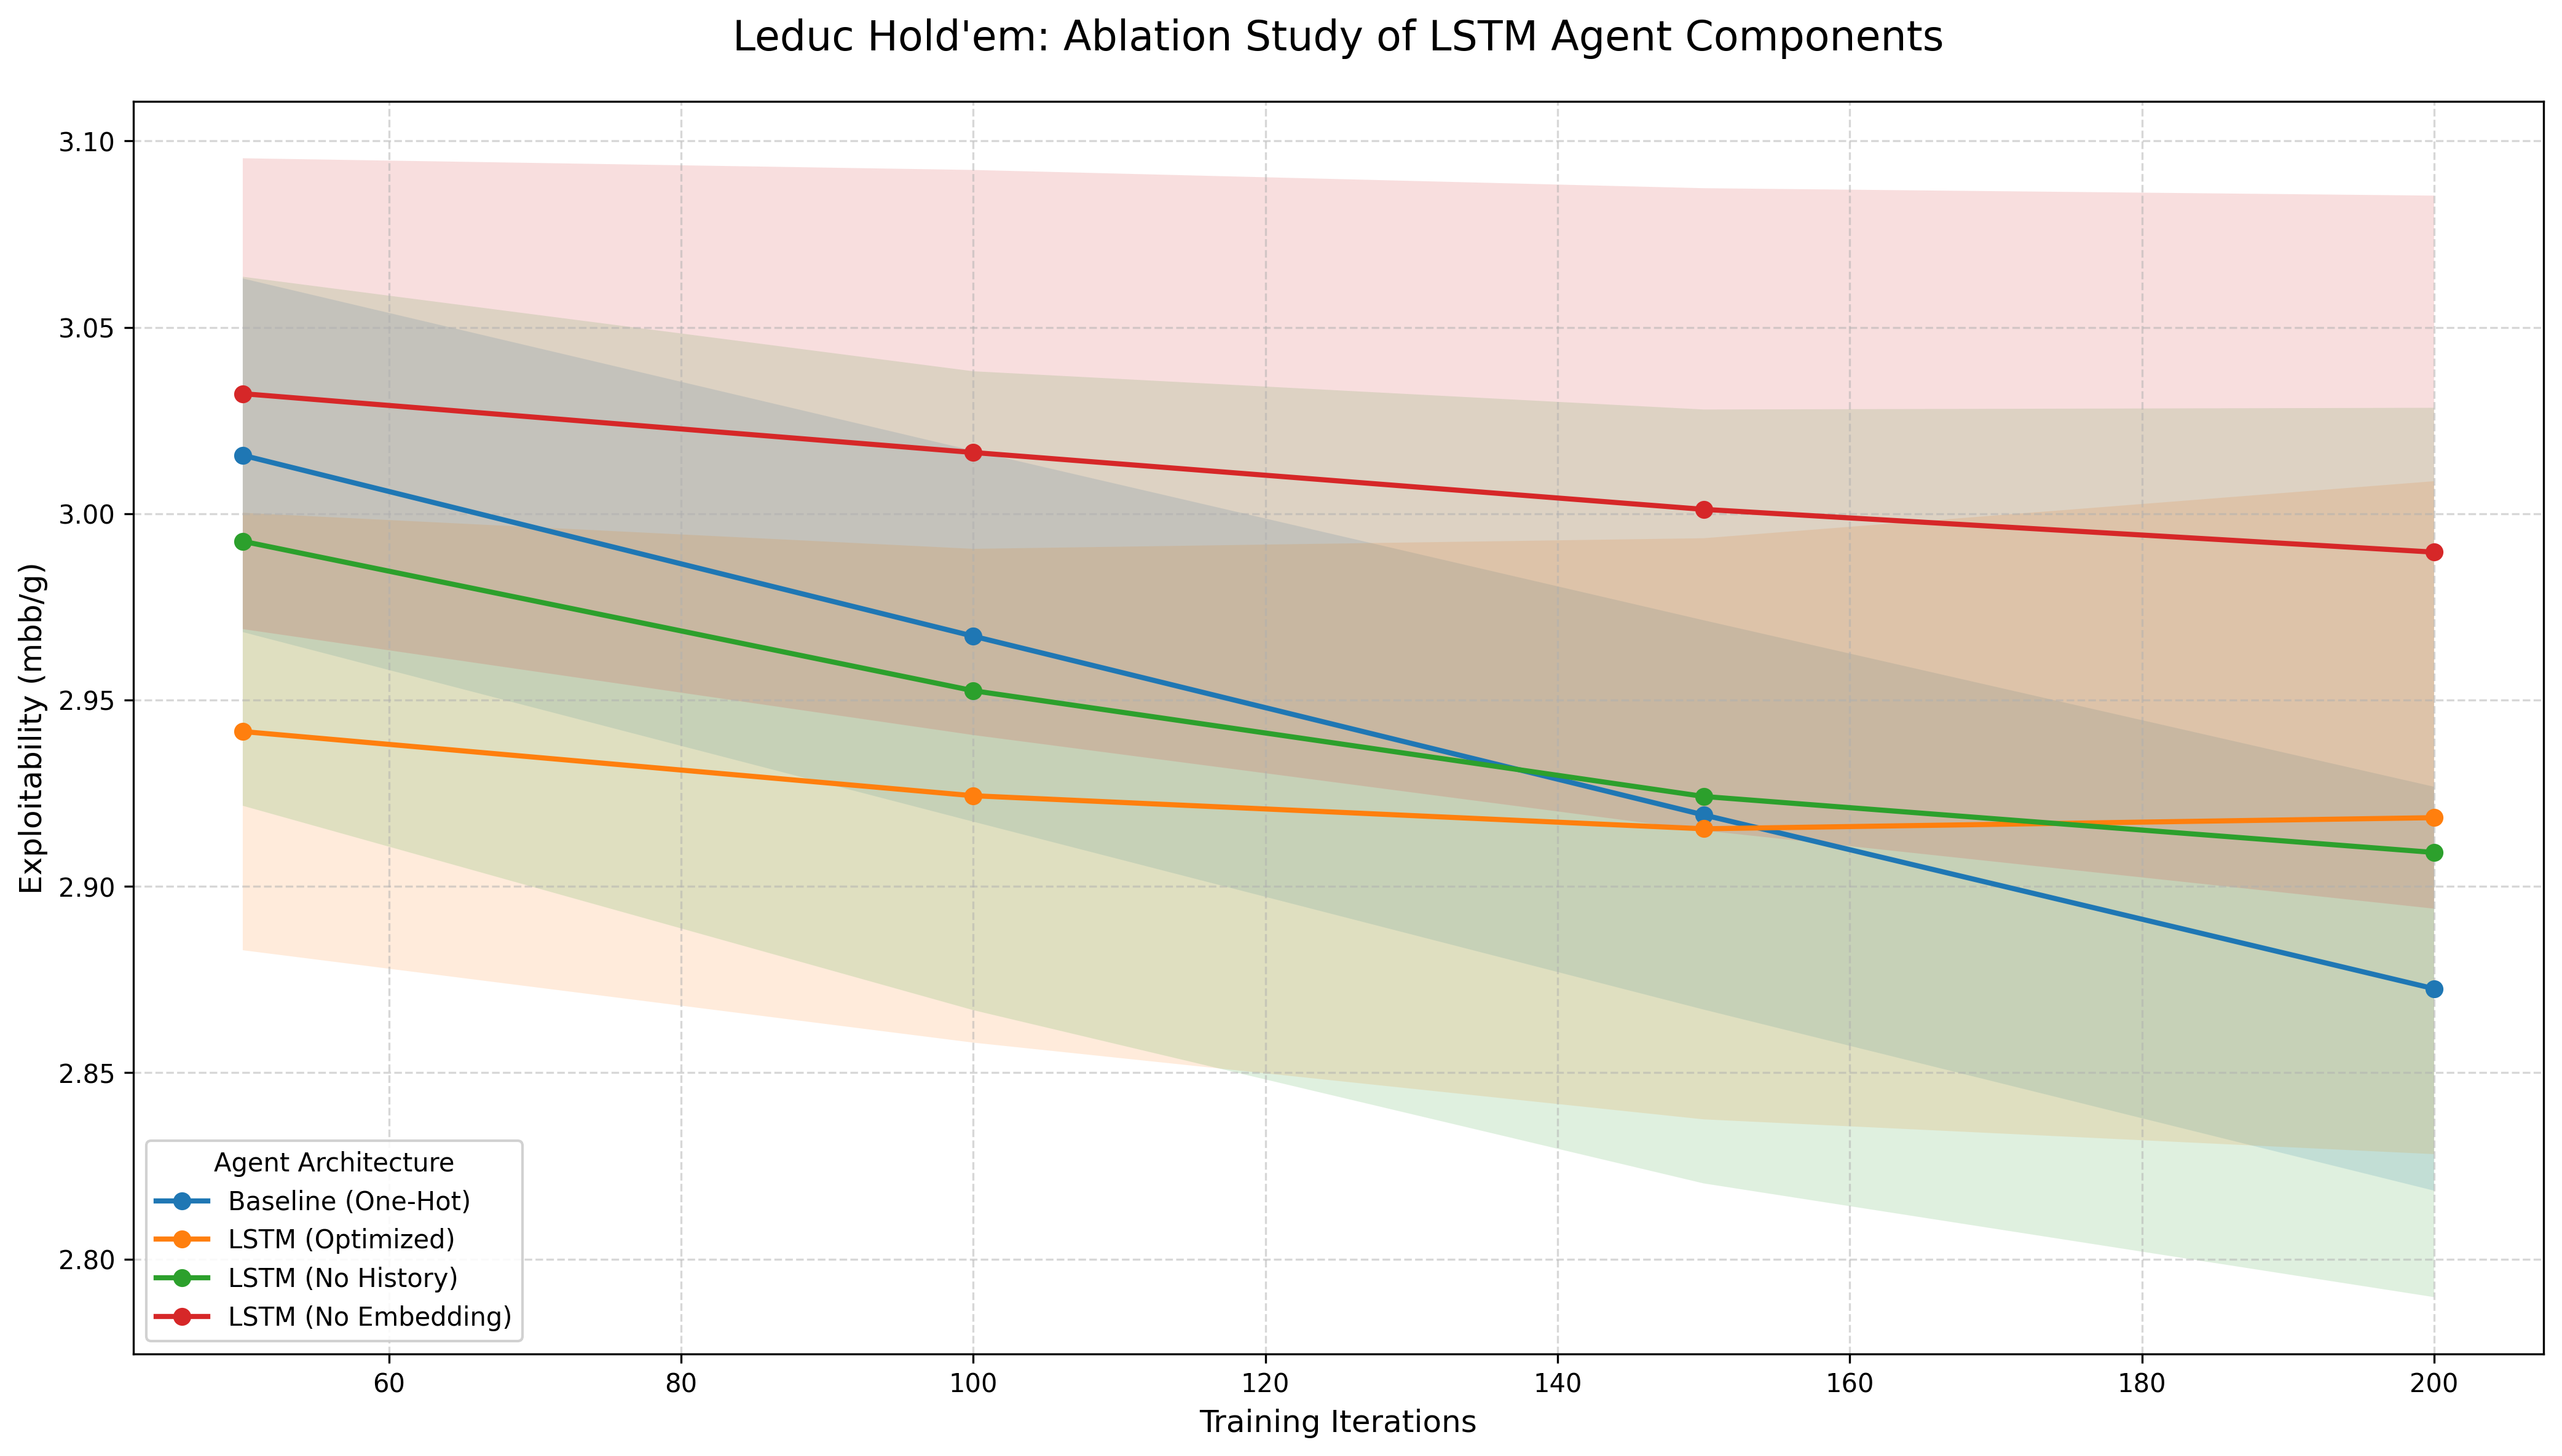 Leduc Hold'em: Ablation Study of LSTM Agent Components
Exploitability (mbb/g)
3.10
3.05
3.00
2.95
2.90
2.85
2.80
Agent Architecture
Baseline (One-Hot)
LSTM (Optimized)
LSTM (No History)
LSTM (No Embedding)
60 80 100 120 140 160 180 200
Training Iterations